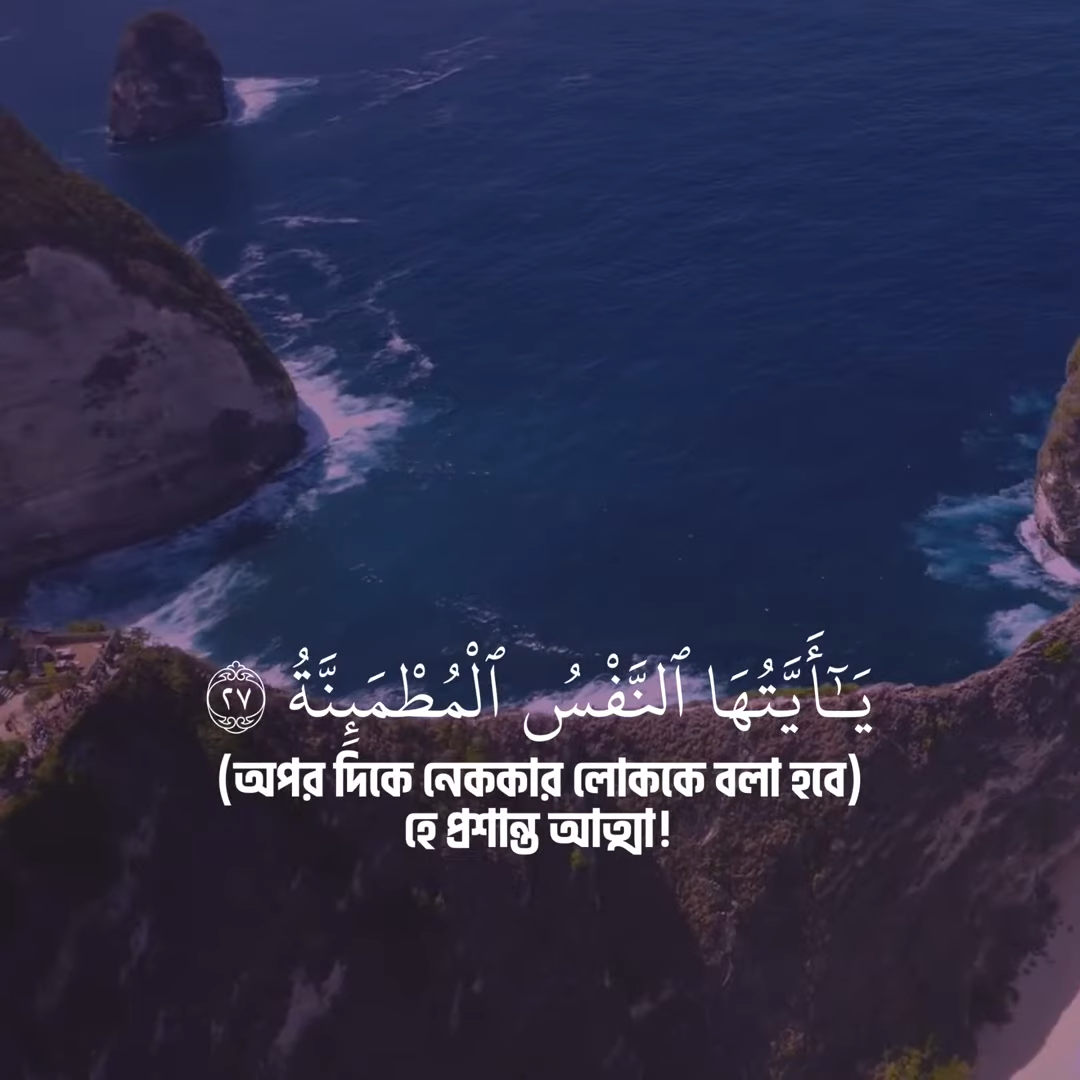 يَـٰٓأَيَّتُهَا ٱلنَّفْسُ ٱلْمُطْمَئِنَّةُ ٢٧
(অপর দিকে নেককার লোককে বলা হবে)
হে প্রশান্ত আত্মা!